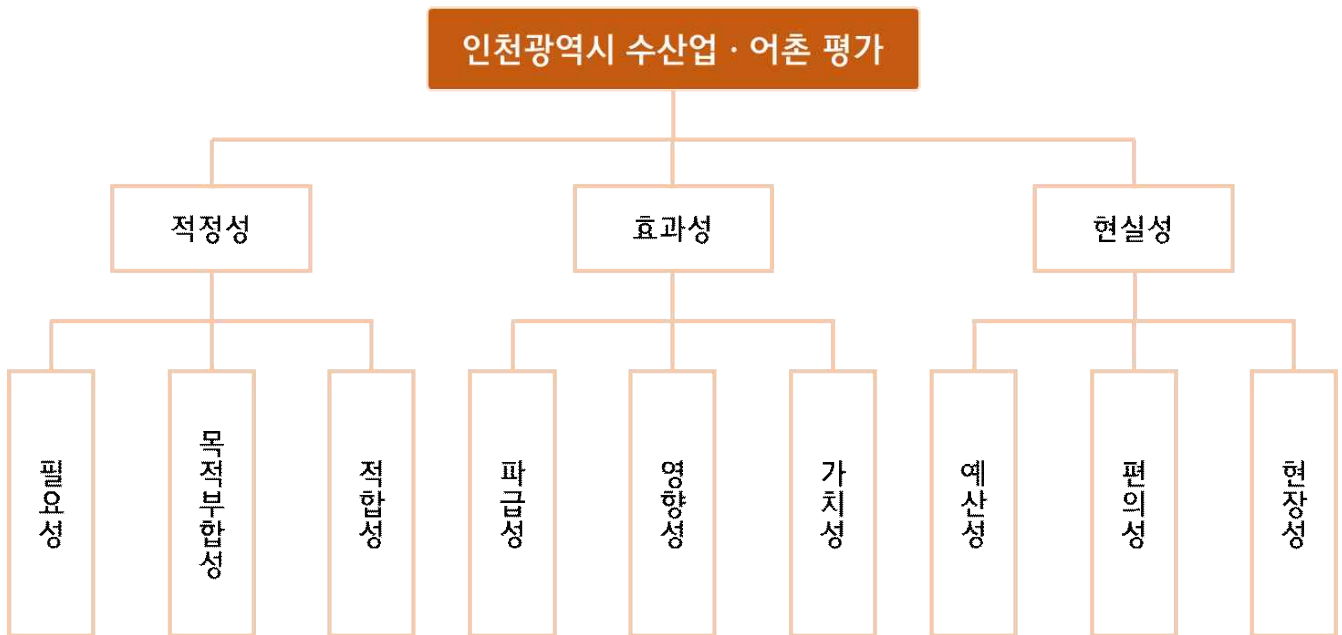 인천광역시 수산업 · 어촌 평가
적정성
효과성
현실성
필요성
목적부합성
적합성
파급성
영향성
가치성
예산성
편의성
현장성